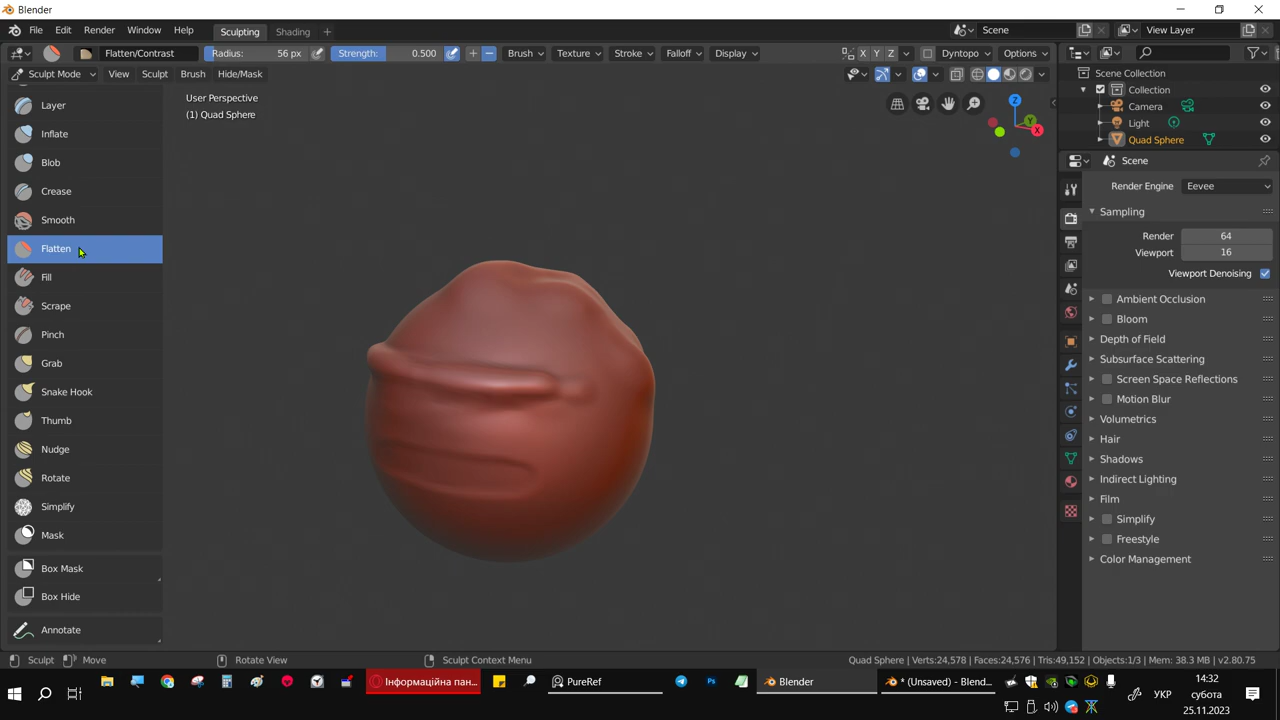 Blender
File Edit Render Window Help Sculpting Shading + Scene View Layer
Flatten/Contrast Radius: 56 px Strength: 0.500 Brush Texture Stroke Falloff Display X Y Z Dyntopo Options
Sculpt Mode View Sculpt Brush Hide/Mask
Scene Collection
Collection
Camera
Light
Quad Sphere
Scene
Render Engine Eevee
Sampling
Render 64
Viewport 16
Viewport Denoising
Ambient Occlusion
Bloom
Depth of Field
Subsurface Scattering
Screen Space Reflections
Motion Blur
Volumetrics
Hair
Shadows
Indirect Lighting
Film
Simplify
Freestyle
Color Management
User Perspective
(1) Quad Sphere
Z
Y
X
Layer
Inflate
Blob
Crease
Smooth
Flatten
Fill
Scrape
Pinch
Grab
Snake Hook
Thumb
Nudge
Rotate
Simplify
Mask
Box Mask
Box Hide
Annotate
Sculpt Move Rotate View Sculpt Context Menu Quad Sphere | Verts:24,578 | Faces:24,576 | Tris:49,152 | Objects:1/3 | Mem: 38.3 MB | v2.80.75
Інформаційна пан... PureRef Ps Blender * (Unsaved) - Blend... УКР
14:32
субота
25.11.2023